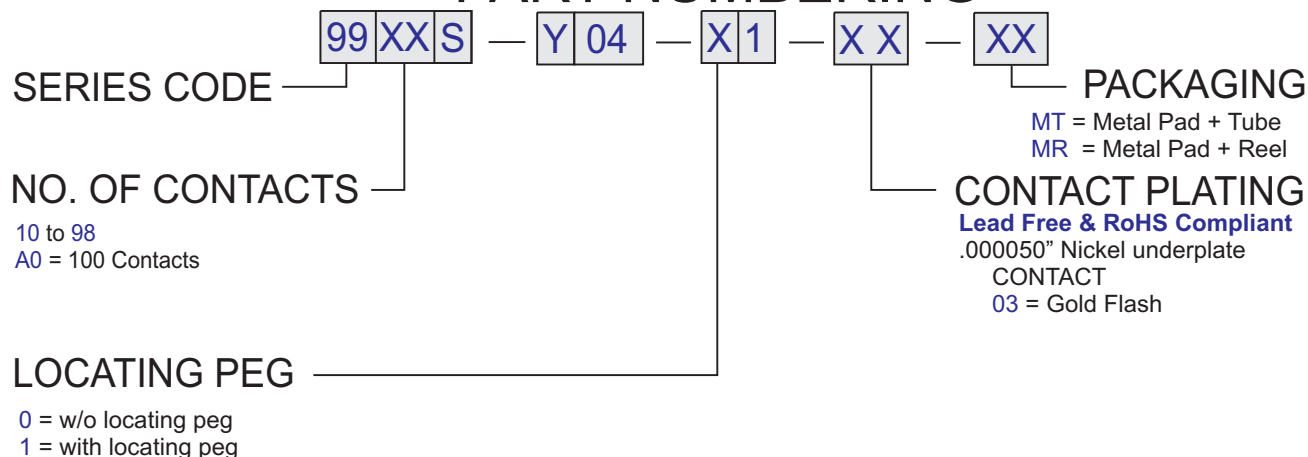 PART NUMBERING
99 XX S — Y 04 — X 1 — X X — XX
SERIES CODE
PACKAGING
MT = Metal Pad + Tube
MR = Metal Pad + Reel
NO. OF CONTACTS
10 to 98
A0 = 100 Contacts
CONTACT PLATING
Lead Free & RoHS Compliant
.000050” Nickel underplate
CONTACT
03 = Gold Flash
LOCATING PEG
0 = w/o locating peg
1 = with locating peg